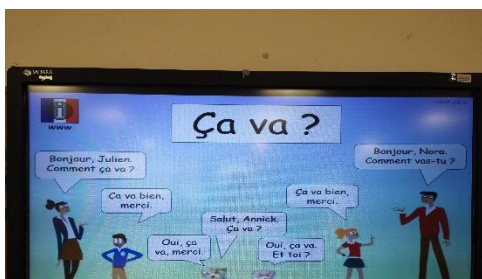 Ça va ?
www
Bonjour, Julien.
Comment ça va ?
Bonjour, Nora.
Comment vas-tu ?
Ça va bien,
merci.
Ça va bien,
merci.
Salut, Annick.
Ça va ?
Oui, ça
va, merci.
Oui, ça va.
Et toi ?